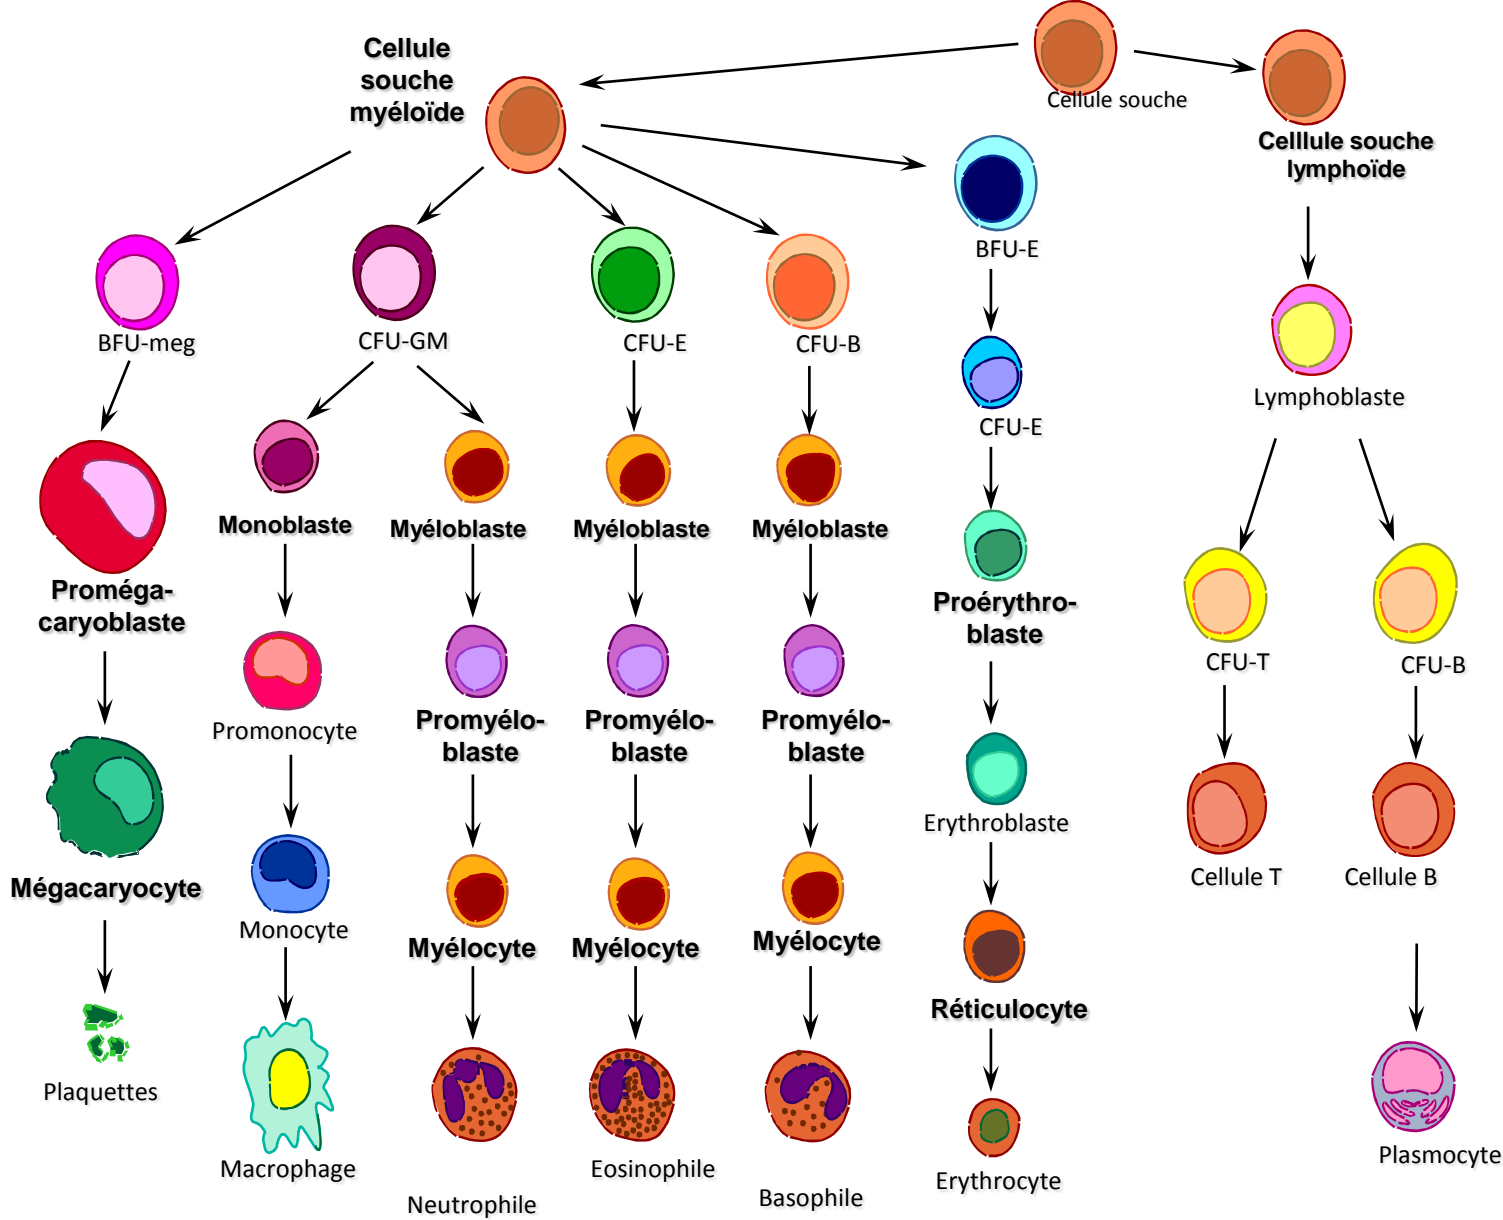 Cellule
souche
myéloïde
Cellule souche
Celllule souche
lymphoïde
BFU-E
BFU-meg
CFU-GM
CFU-E
CFU-B
Lymphoblaste
CFU-E
Monoblaste
Myéloblaste
Myéloblaste
Myéloblaste
Proméga-
caryoblaste
Proérythro-
blaste
CFU-T
CFU-B
Promonocyte
Promyélo-
blaste
Promyélo-
blaste
Promyélo-
blaste
Erythroblaste
Mégacaryocyte
Cellule T
Cellule B
Monocyte
Myélocyte
Myélocyte
Myélocyte
Réticulocyte
Plaquettes
Macrophage
Neutrophile
Eosinophile
Basophile
Erythrocyte
Plasmocyte